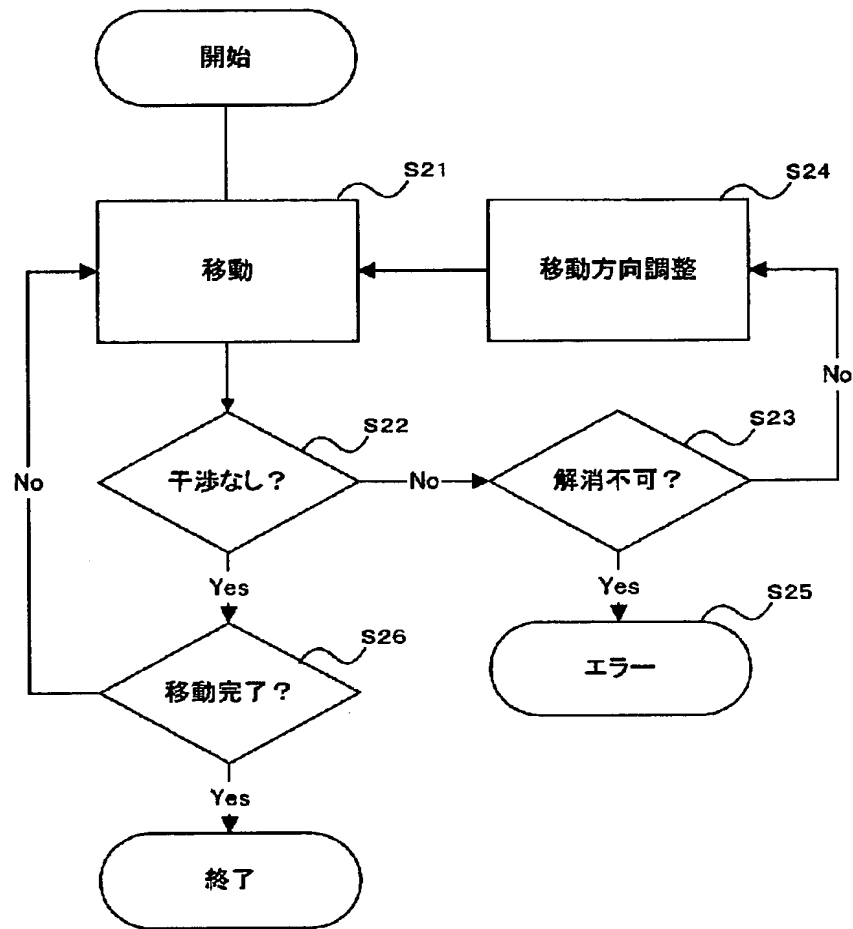 開始
S21
移動
S24
移動方向調整
No
S22
干渉なし?
No
S23
解消不可?
No
Yes
Yes
S26
移動完了?
S25
エラー
Yes
終了